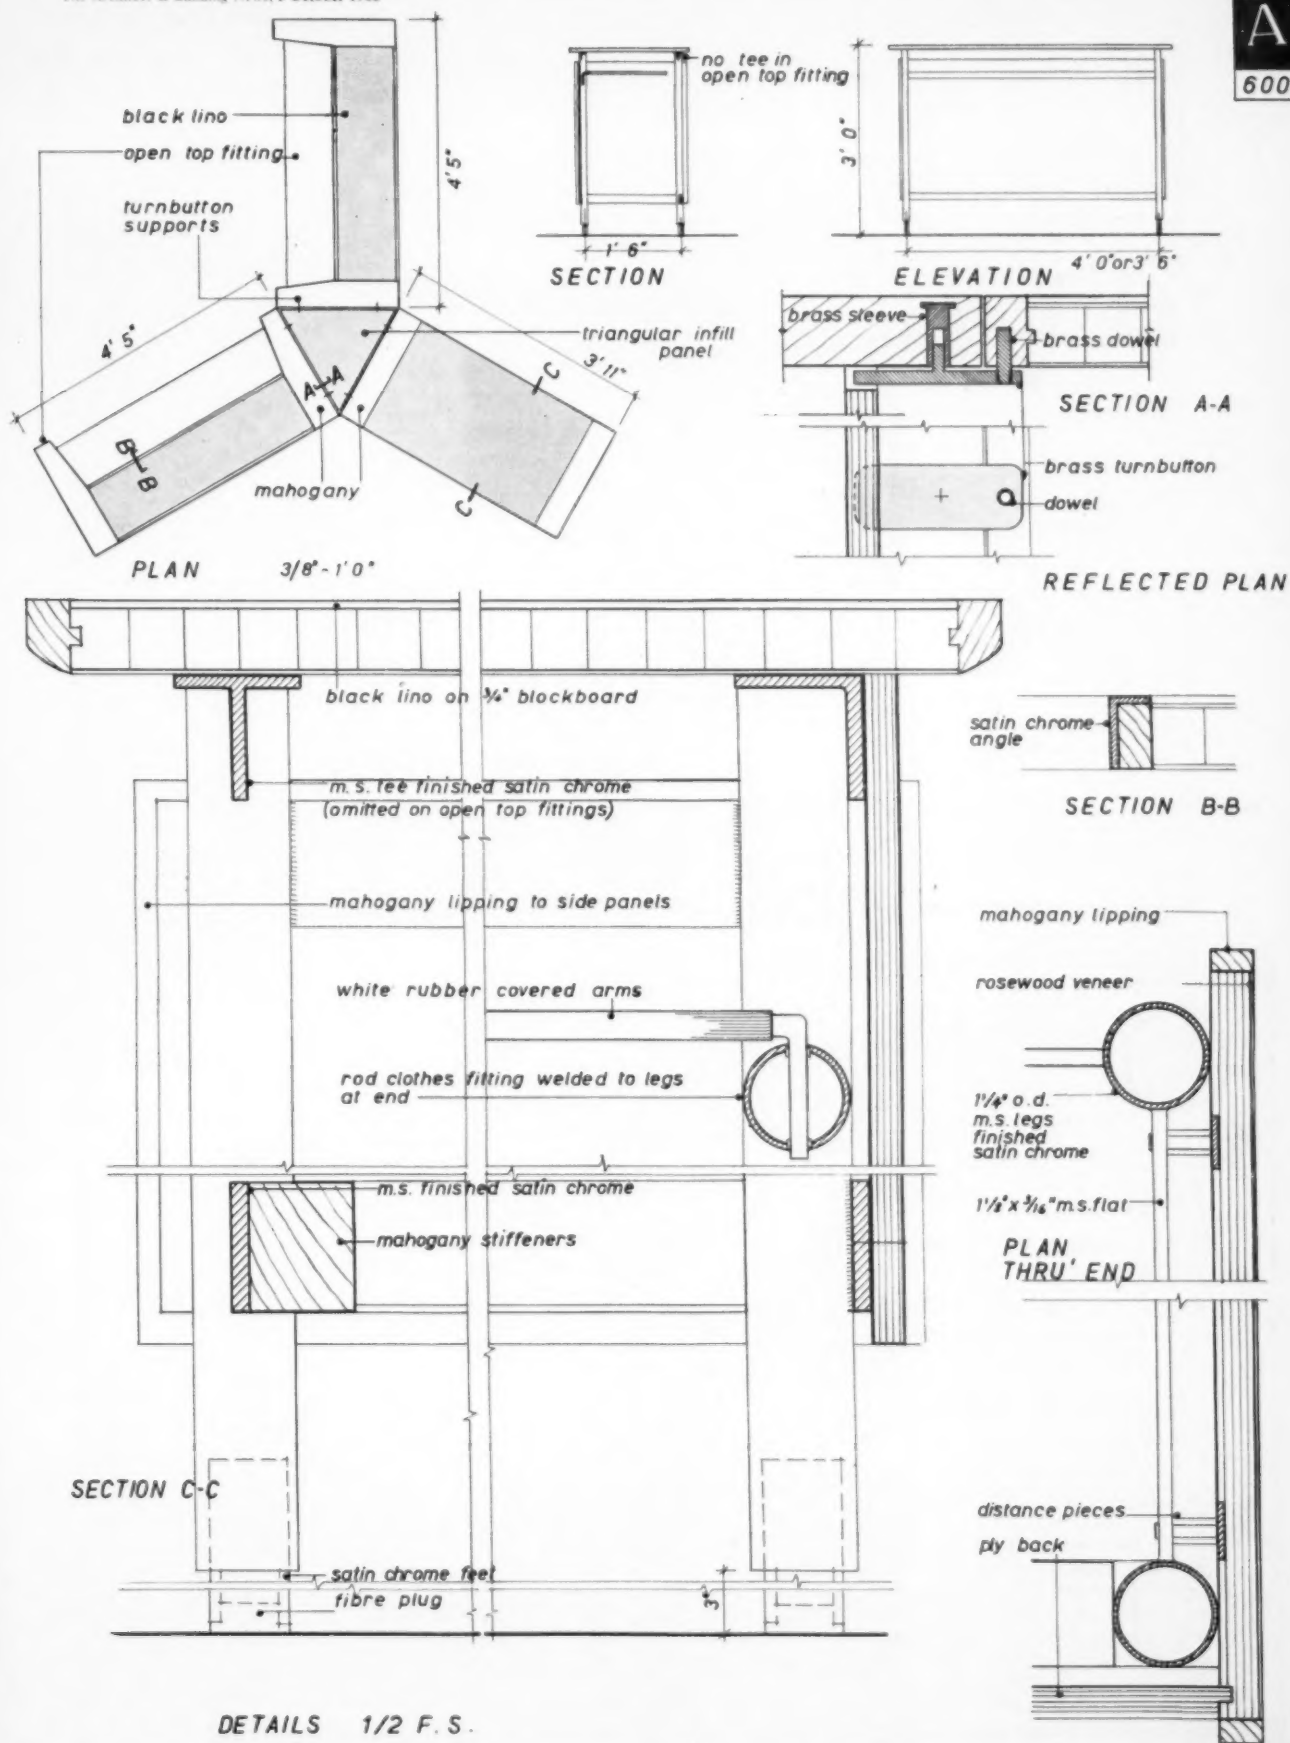 A
600
black lino
open top fitting
turnbutton
supports
4' 5"
4' 5"
3' 11"
triangular infill
panel
A A
B
B
C
C
mahogany
PLAN 3/8" - 1' 0"
no tee in
open top fitting
1' 6"
SECTION
3' 0"
4' 0" or 3' 6"
ELEVATION
brass sleeve
brass dowel
SECTION A-A
brass turnbutton
dowel
REFLECTED PLAN
black lino on 3/4" blockboard
m.s. tee finished satin chrome
(omitted on open top fittings)
mahogany lipping to side panels
white rubber covered arms
rod clothes fitting welded to legs
at end
m.s. finished satin chrome
mahogany stiffeners
SECTION C-C
satin chrome feet
fibre plug
3"
DETAILS 1/2 F.S.
satin chrome
angle
SECTION B-B
mahogany lipping
rosewood veneer
1 1/4" o.d.
m.s. legs
finished
satin chrome
1 1/2" x 3/16" m.s. flat
PLAN
THRU' END
distance pieces
ply back